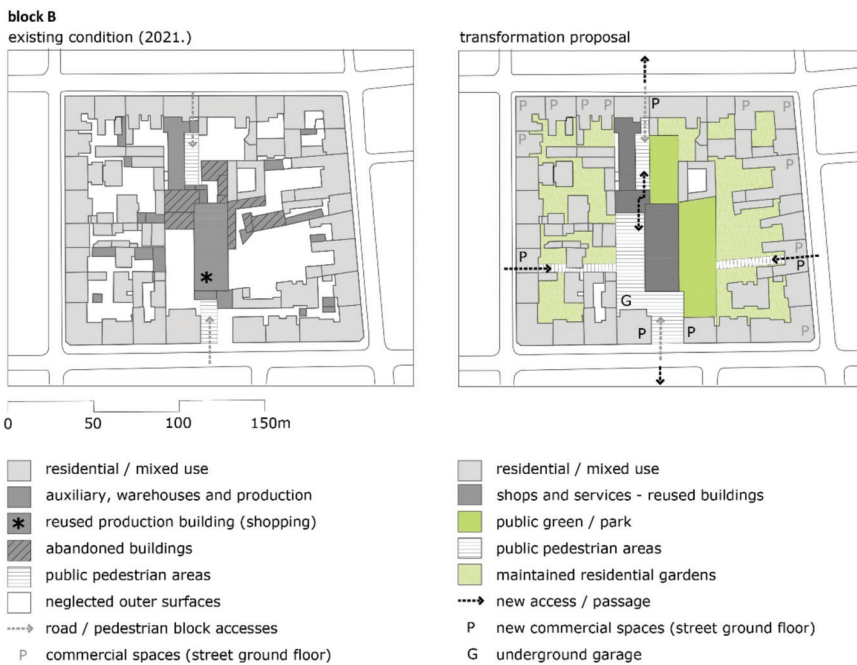 block B
existing condition (2021.)
transformation proposal
P P P P P P P
P
P
P
P
P
P
G
P P
P
0 50 100 150m
residential / mixed use
auxiliary, warehouses and production
* reused production building (shopping)
abandoned buildings
public pedestrian areas
neglected outer surfaces
road / pedestrian block accesses
P commercial spaces (street ground floor)
residential / mixed use
shops and services - reused buildings
public green / park
public pedestrian areas
maintained residential gardens
new access / passage
P new commercial spaces (street ground floor)
G underground garage